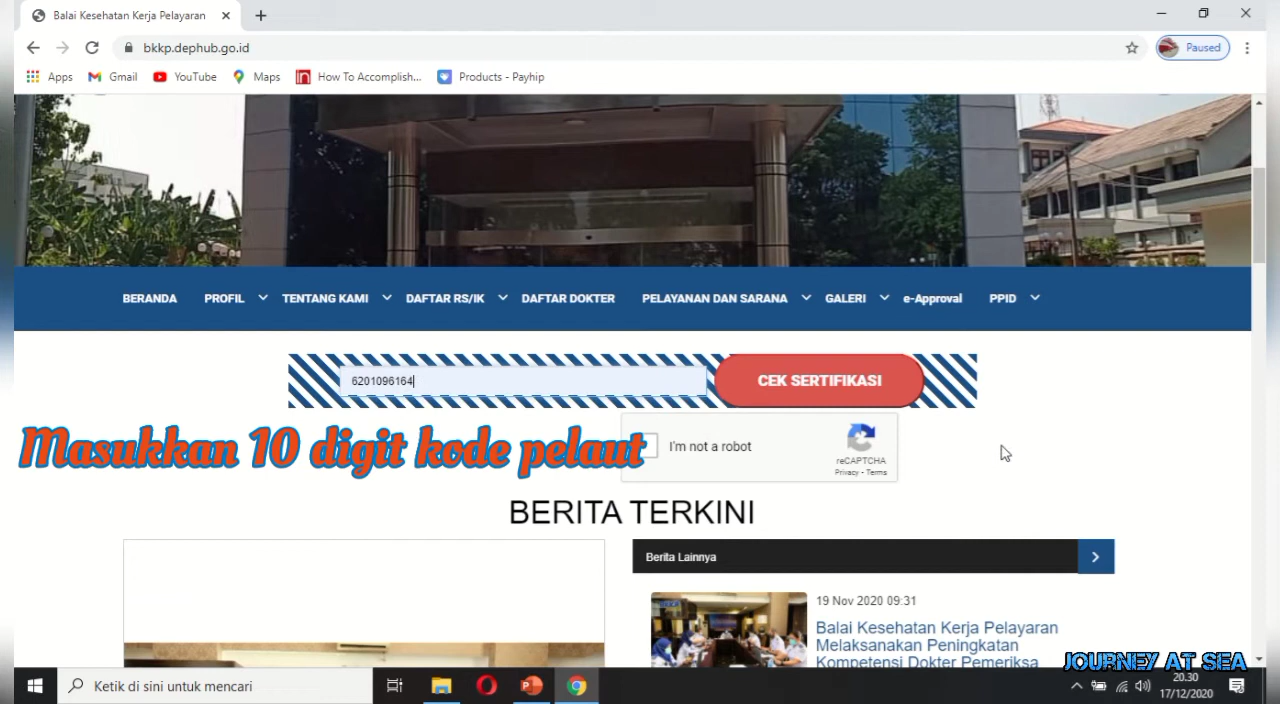 Balai Kesehatan Kerja Pelayaran
bkkp.dephub.go.id
Paused
Apps
Gmail
YouTube
Maps
How To Accomplish...
Products - Payhip
BERANDA
PROFIL
TENTANG KAMI
DAFTAR RS/IK
DAFTAR DOKTER
PELAYANAN DAN SARANA
GALERI
e-Approval
PPID
6201096164
CEK SERTIFIKASI
Masukkan 10 digit kode pelaut
I'm not a robot
reCAPTCHA
Privacy - Terms
BERITA TERKINI
Berita Lainnya
19 Nov 2020 09:31
Balai Kesehatan Kerja Pelayaran
Melaksanakan Peningkatan
Kompetensi Dokter Pemeriksa
JOURNEY AT SEA
Ketik di sini untuk mencari
20.30
17/12/2020